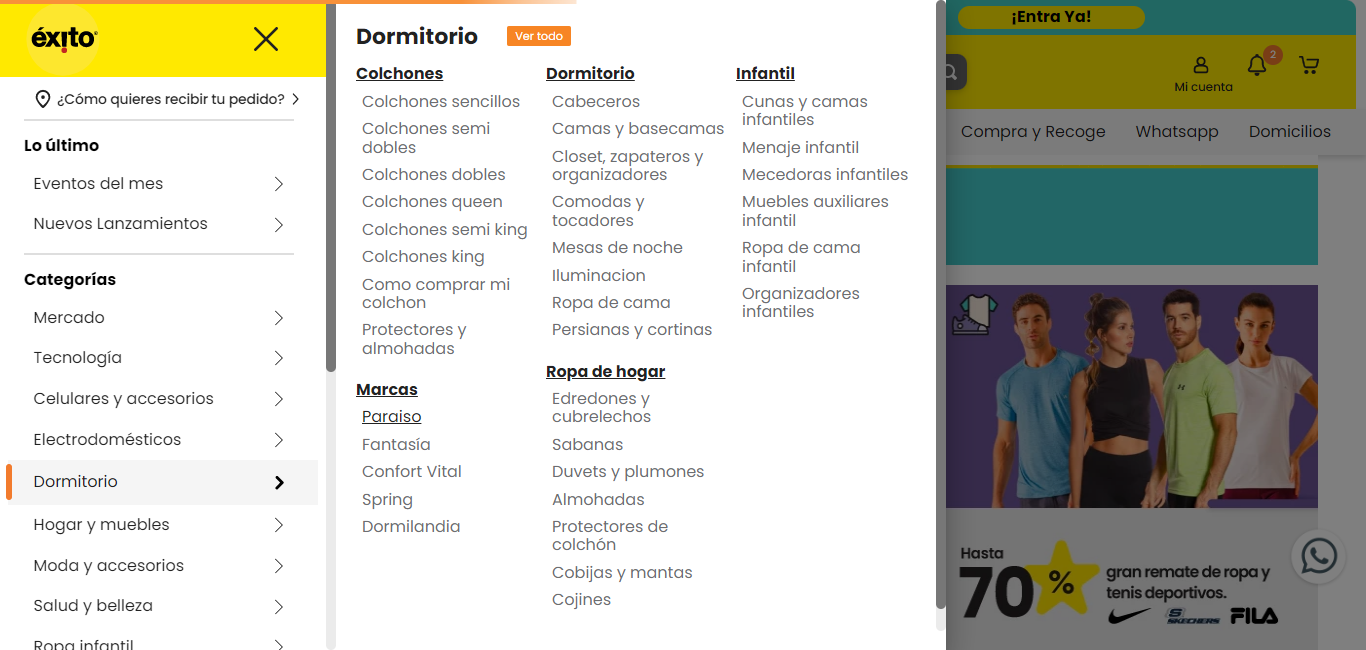 éxito
¿Cómo quieres recibir tu pedido?
Lo último
Eventos del mes
Nuevos Lanzamientos
Categorías
Mercado
Tecnología
Celulares y accesorios
Electrodomésticos
Dormitorio
Hogar y muebles
Moda y accesorios
Salud y belleza
Ropa infantil
Dormitorio
Ver todo
Colchones
Colchones sencillos
Colchones semi
dobles
Colchones dobles
Colchones queen
Colchones semi king
Colchones king
Como comprar mi
colchon
Protectores y
almohadas
Marcas
Paraiso
Fantasía
Confort Vital
Spring
Dormilandia
Dormitorio
Cabeceros
Camas y basecamas
Closet, zapateros y
organizadores
Comodas y
tocadores
Mesas de noche
Iluminacion
Ropa de cama
Persianas y cortinas
Ropa de hogar
Edredones y
cubrelechos
Sabanas
Duvets y plumones
Almohadas
Protectores de
colchón
Cobijas y mantas
Cojines
Infantil
Cunas y camas
infantiles
Menaje infantil
Mecedoras infantiles
Muebles auxiliares
infantil
Ropa de cama
infantil
Organizadores
infantiles
¡Entra Ya!
2
Mi cuenta
Compra y Recoge
Whatsapp
Domicilios
Hasta
70%
gran remate de ropa y
tenis deportivos.
SKECHERS
FILA